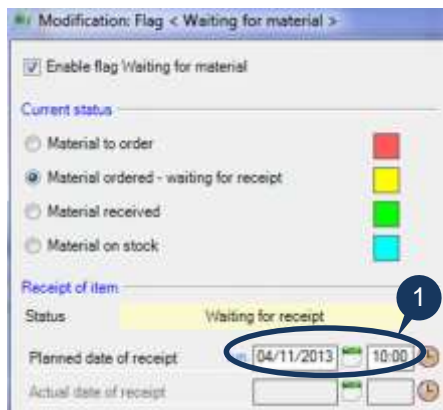 Modification: Flag < Waiting for material >
Enable flag Waiting for material
Current status
Material to order
Material ordered - waiting for receipt
Material received
Material on stock
Receipt of item
1
Status Waiting for receipt
Planned date of receipt 04/11/2013 10:00
Actual date of receipt